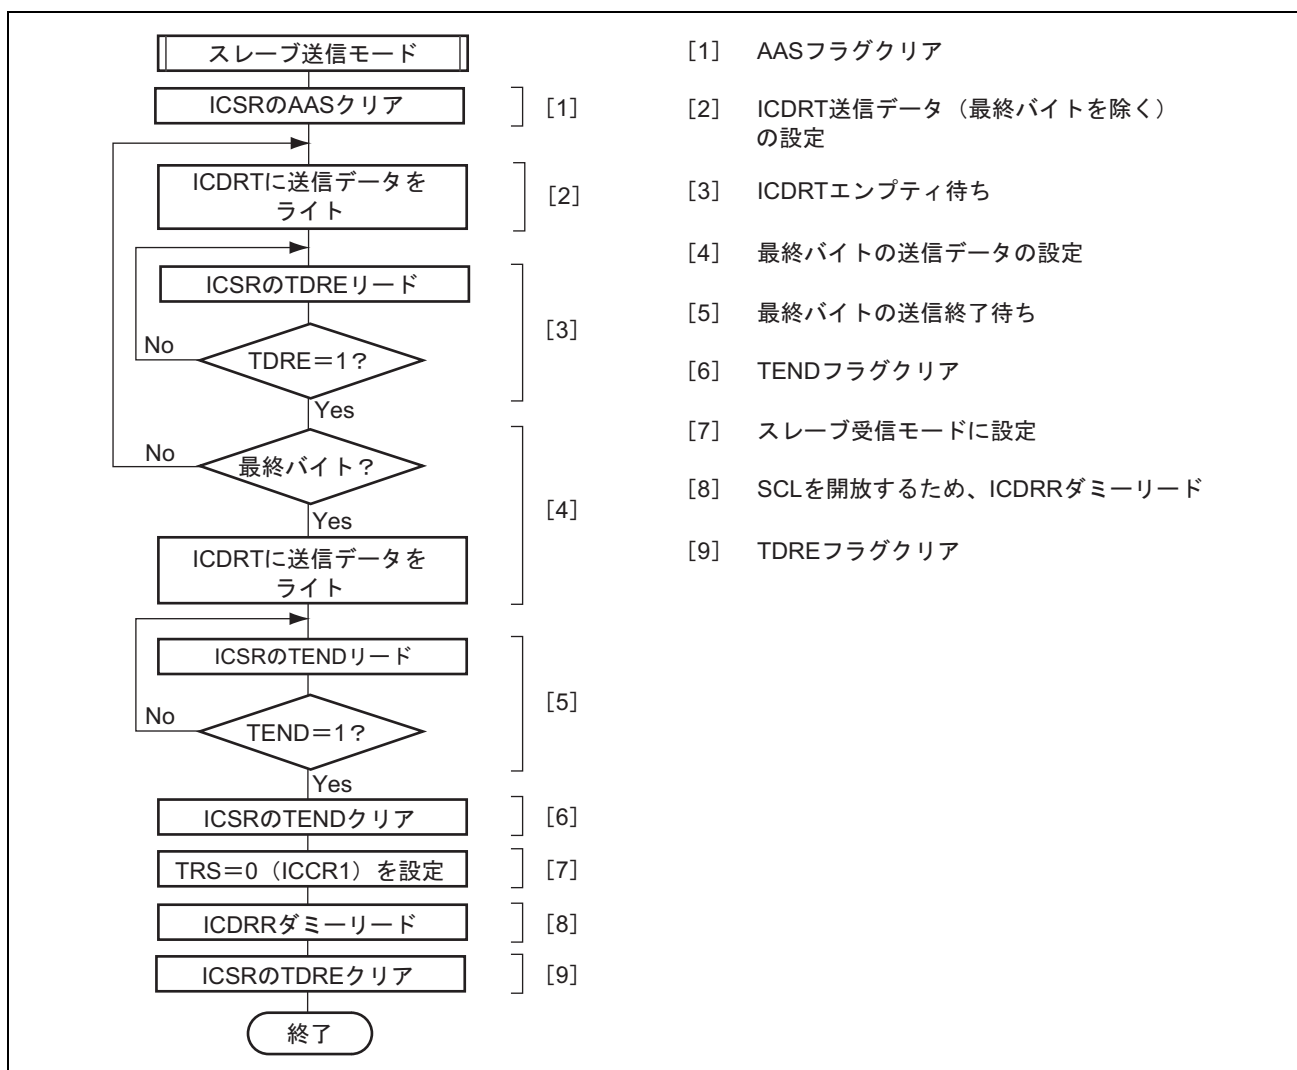 スレーブ送信モード
ICSRのAASクリア
[1]
ICDRTに送信データを
ライト
[2]
ICSRのTDREリード
[3]
No
TDRE＝1？
Yes
No
最終バイト？
[4]
Yes
ICDRTに送信データを
ライト
ICSRのTENDリード
[5]
No
TEND＝1？
Yes
ICSRのTENDクリア
[6]
TRS＝0（ICCR1）を設定
[7]
ICDRRダミーリード
[8]
ICSRのTDREクリア
[9]
終了
[1] AASフラグクリア
[2] ICDRT送信データ（最終バイトを除く）
の設定
[3] ICDRTエンプティ待ち
[4] 最終バイトの送信データの設定
[5] 最終バイトの送信終了待ち
[6] TENDフラグクリア
[7] スレーブ受信モードに設定
[8] SCLを開放するため、ICDRRダミーリード
[9] TDREフラグクリア